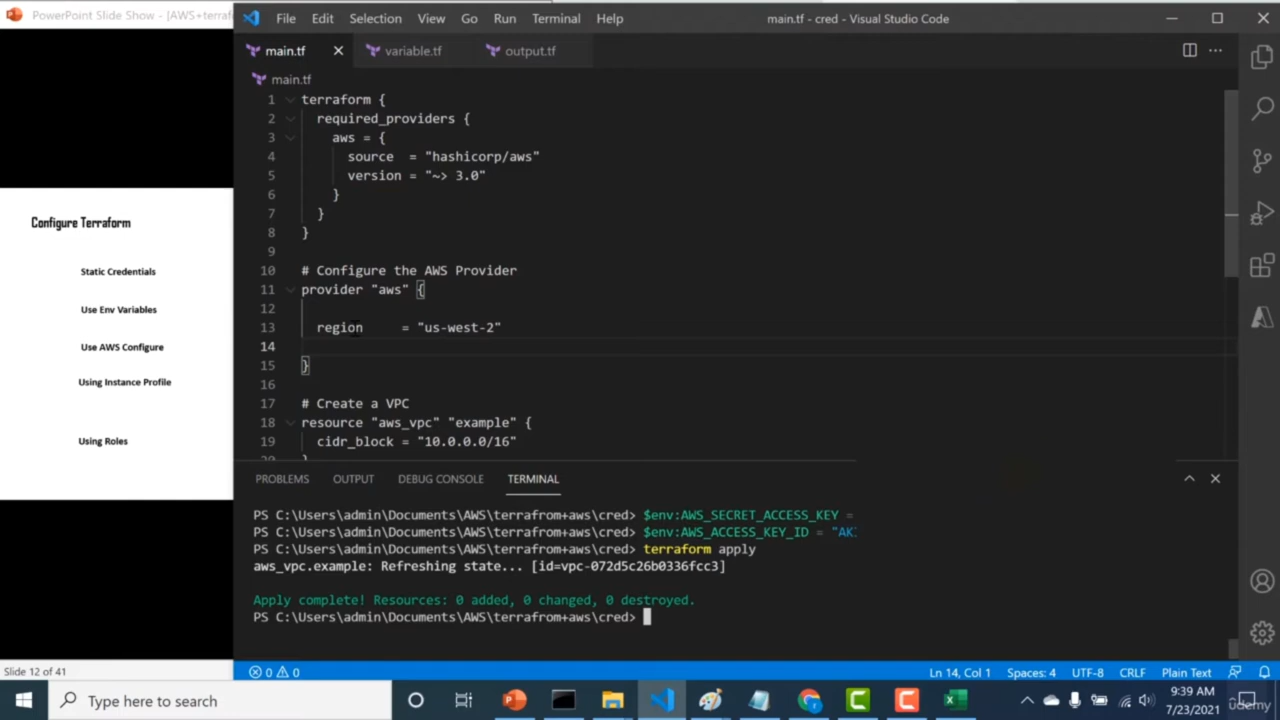 PowerPoint Slide Show - [AWS+terraf
File Edit Selection View Go Run Terminal Help
main.tf - cred - Visual Studio Code
main.tf
variable.tf
output.tf
main.tf
1 terraform {
2 required_providers {
3 aws = {
4 source = "hashicorp/aws"
5 version = "~> 3.0"
6 }
7 }
8 }
9
10 # Configure the AWS Provider
11 provider "aws" {
12
13 region = "us-west-2"
14
15 }
16
17 # Create a VPC
18 resource "aws_vpc" "example" {
19 cidr_block = "10.0.0.0/16"
20 }
Configure Terraform
Static Credentials
Use Env Variables
Use AWS Configure
Using Instance Profile
Using Roles
PROBLEMS OUTPUT DEBUG CONSOLE TERMINAL
PS C:\Users\admin\Documents\AWS\terrafrom+aws\cred> $env:AWS_SECRET_ACCESS_KEY =
PS C:\Users\admin\Documents\AWS\terrafrom+aws\cred> $env:AWS_ACCESS_KEY_ID = "AK
PS C:\Users\admin\Documents\AWS\terrafrom+aws\cred> terraform apply
aws_vpc.example: Refreshing state... [id=vpc-072d5c26b0336fcc3]
Apply complete! Resources: 0 added, 0 changed, 0 destroyed.
PS C:\Users\admin\Documents\AWS\terrafrom+aws\cred>
Slide 12 of 41
0 0
Ln 14, Col 1 Spaces: 4 UTF-8 CRLF Plain Text
Type here to search
9:39 AM
7/23/2021
udemy